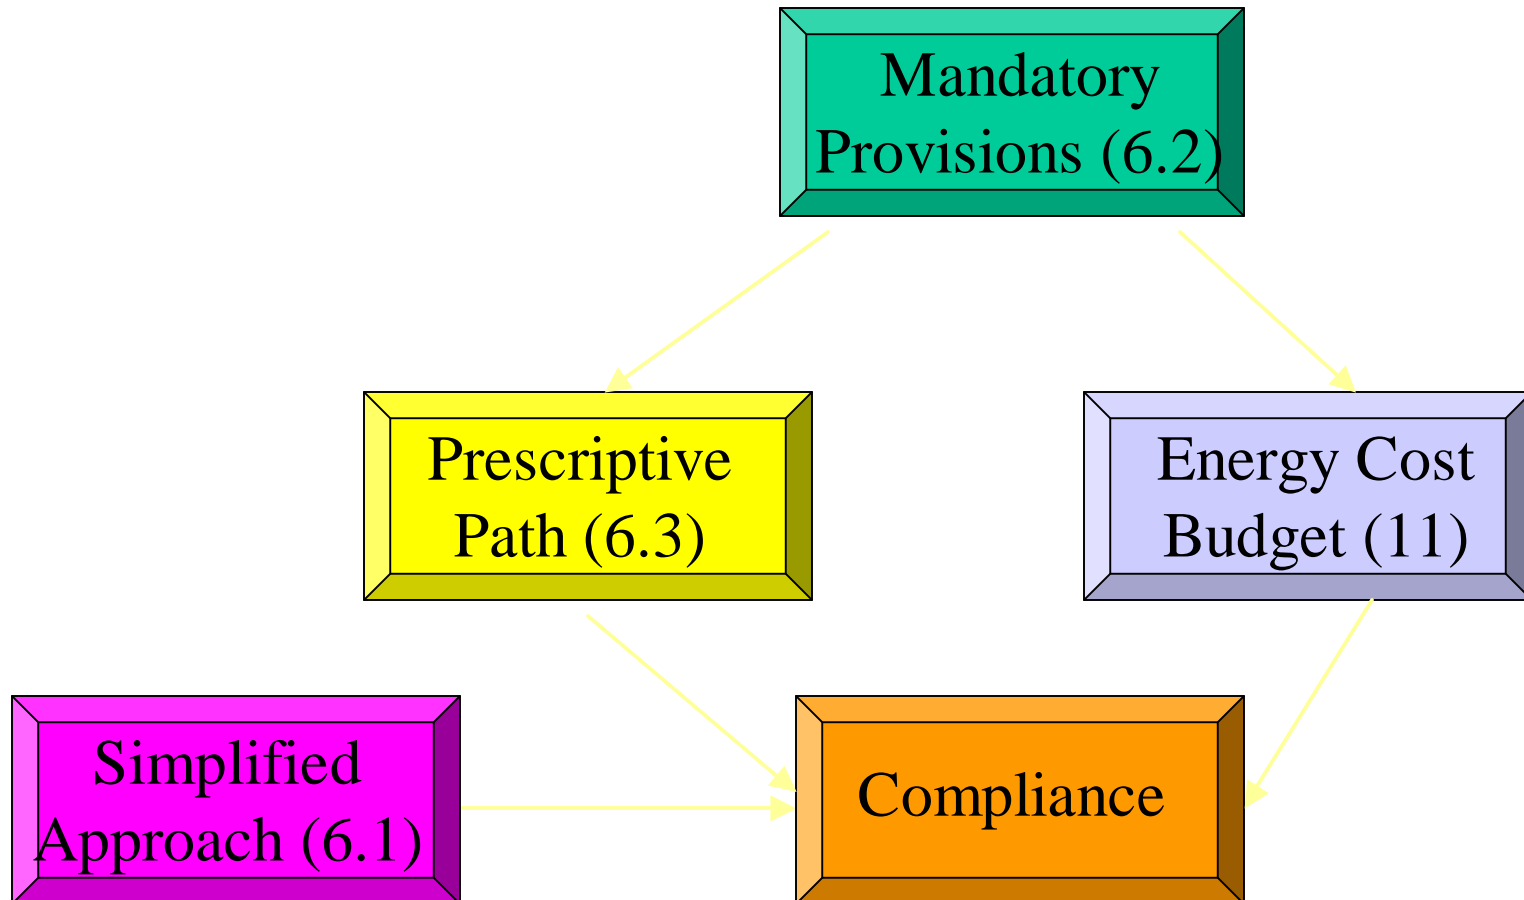 Mandatory
Provisions (6.2)
Prescriptive
Path (6.3)
Energy Cost
Budget (11)
Simplified
Approach (6.1)
Compliance